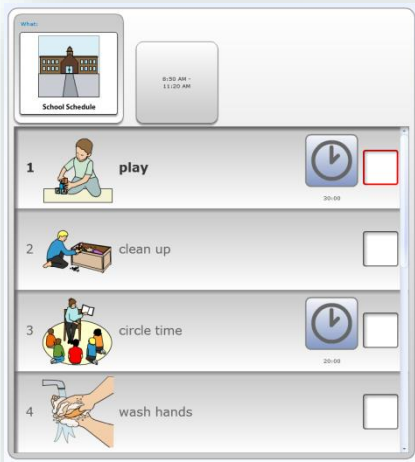 What:
School Schedule
8:50 AM -
11:20 AM
1 play
30:00
2 clean up
3 circle time
20:00
4 wash hands